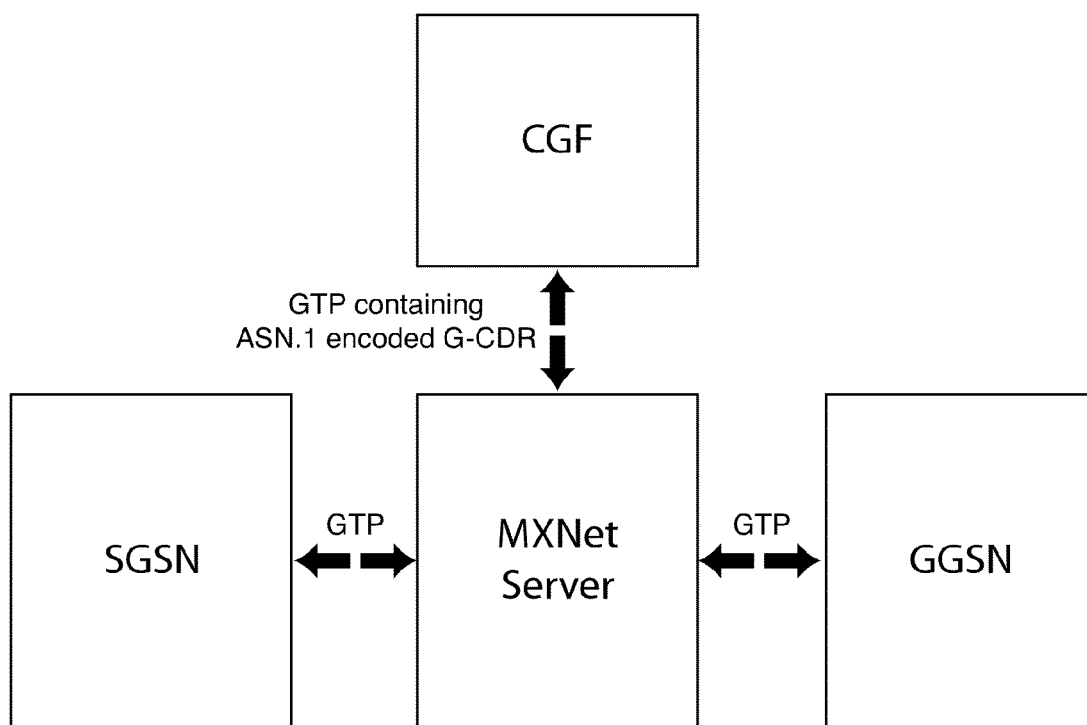 CGF
GTP containing
ASN.1 encoded G-CDR
SGSN
GTP
MXNet
Server
GTP
GGSN